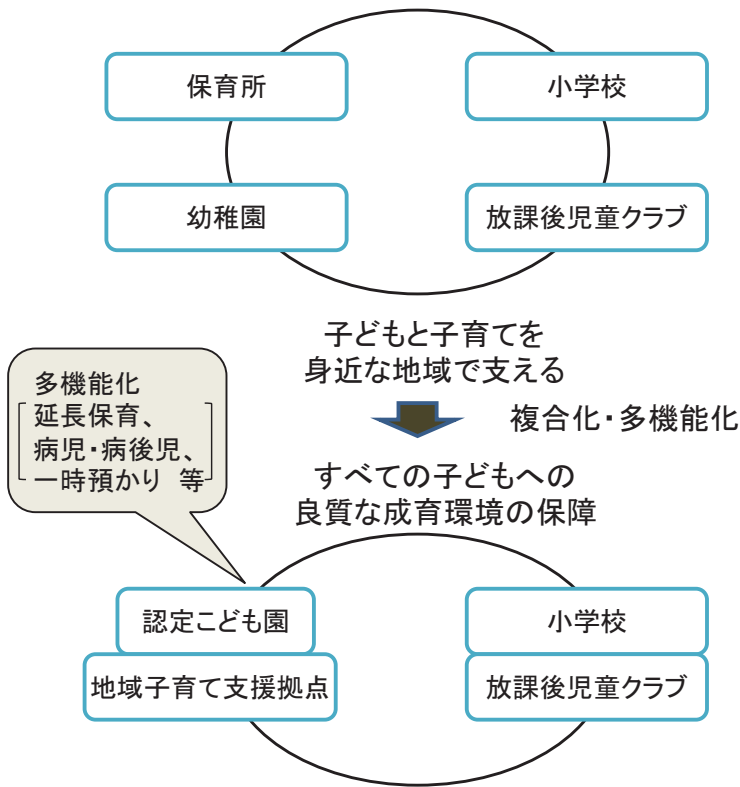 保育所
小学校
幼稚園
放課後児童クラブ
子どもと子育てを
身近な地域で支える
複合化・多機能化
多機能化
延長保育、
病児・病後児、
一時預かり 等
すべての子どもへの
良質な成育環境の保障
認定こども園
小学校
地域子育て支援拠点
放課後児童クラブ